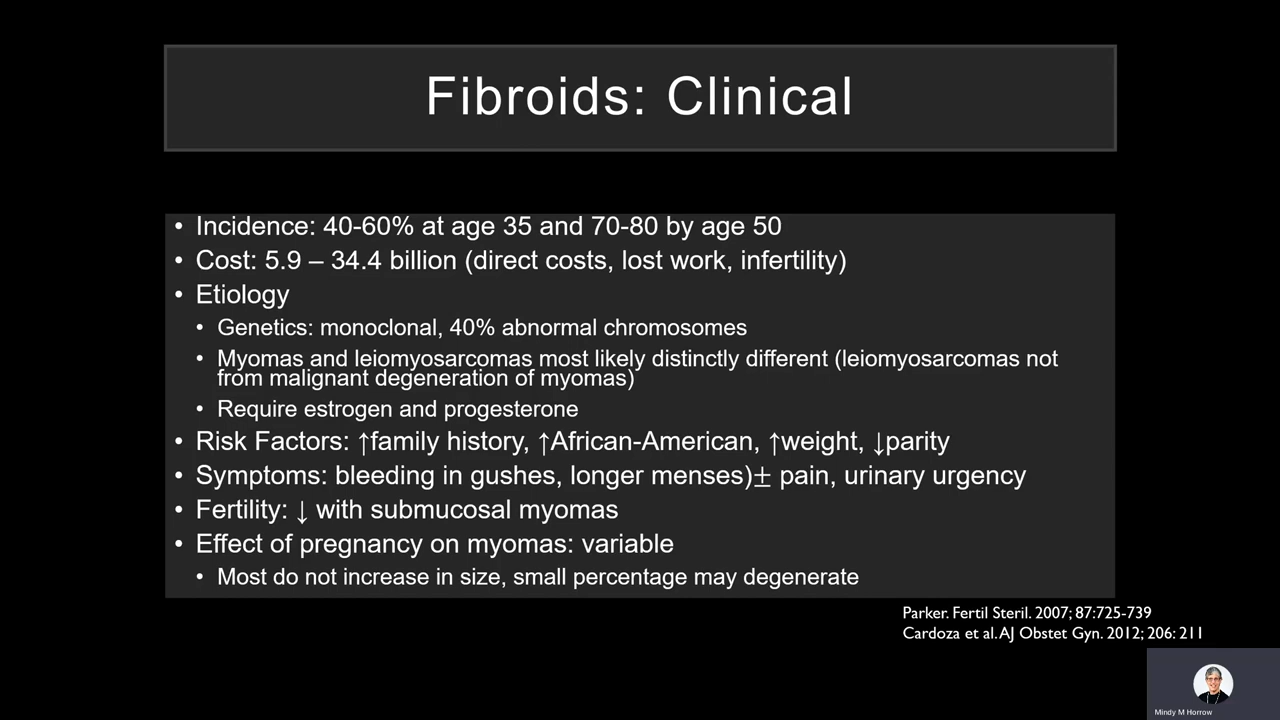 Fibroids: Clinical
• Incidence: 40-60% at age 35 and 70-80 by age 50
• Cost: 5.9 – 34.4 billion (direct costs, lost work, infertility)
• Etiology
• Genetics: monoclonal, 40% abnormal chromosomes
• Myomas and leiomyosarcomas most likely distinctly different (leiomyosarcomas not
from malignant degeneration of myomas)
• Require estrogen and progesterone
• Risk Factors: ↑family history, ↑African-American, ↑weight, ↓parity
• Symptoms: bleeding in gushes, longer menses)± pain, urinary urgency
• Fertility: ↓ with submucosal myomas
• Effect of pregnancy on myomas: variable
• Most do not increase in size, small percentage may degenerate
Parker. Fertil Steril. 2007; 87:725-739
Cardoza et al. AJ Obstet Gyn. 2012; 206: 211
Mindy M Horrow